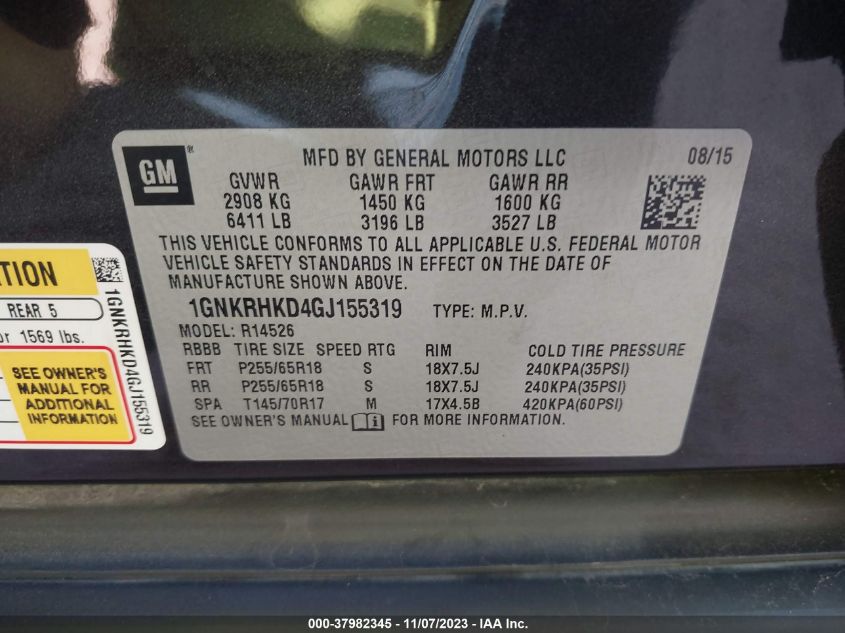 GM
MFD BY GENERAL MOTORS LLC 08/15
GVWR GAWR FRT GAWR RR
2908 KG 1450 KG 1600 KG
6411 LB 3196 LB 3527 LB
THIS VEHICLE CONFORMS TO ALL APPLICABLE U.S. FEDERAL MOTOR
VEHICLE SAFETY STANDARDS IN EFFECT ON THE DATE OF
MANUFACTURE SHOWN ABOVE.
1GNKRHKD4GJ155319 TYPE: M.P.V.
MODEL: R14526
RBBB TIRE SIZE SPEED RTG RIM COLD TIRE PRESSURE
FRT P255/65R18 S 18X7.5J 240KPA(35PSI)
RR P255/65R18 S 18X7.5J 240KPA(35PSI)
SPA T145/70R17 M 17X4.5B 420KPA(60PSI)
SEE OWNER'S MANUAL i FOR MORE INFORMATION.
REAR 5
1569 lbs.
SEE OWNER'S
MANUAL FOR
ADDITIONAL
INFORMATION
1GNKRHKD4GJ155319
000-37982345 - 11/07/2023 - IAA Inc.